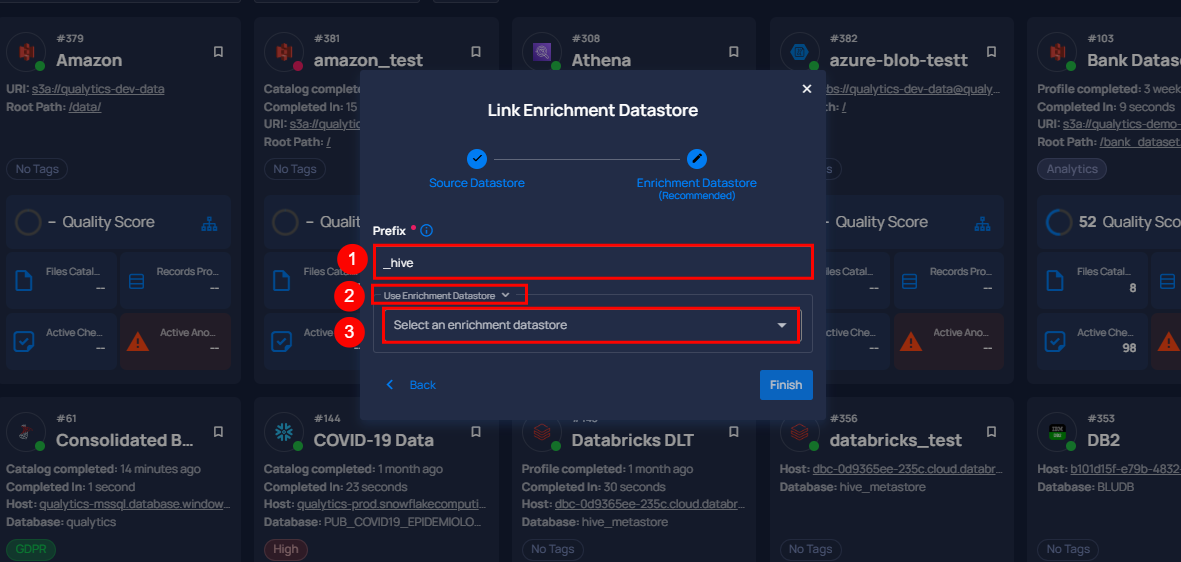 #379
Amazon
URI: s3a://qualytics-dev-data
Root Path: /data/
No Tags
– Quality Score
Files Catal...
--
Records Pro...
--
Active Che...
--
Active Ano...
--
#381
amazon_test
Catalog complete
Completed In: 15
URI: s3a://qualytic
Root Path: /
No Tags
– Qualit
Files Cat
Active
#308
Athena
#382
azure-blob-testt
bs://qualytics-dev-data@qualy...
: /
s
Quality Score
--
Records Pro...
--
Active Che...
--
Active Ano...
--
#103
Bank Datas
Profile completed: 3 week
Completed In: 9 seconds
URI: s3a://qualytics-demo-
Root Path: /bank_dataset
Analytics
52 Quality Sco
Files Catal...
8
Active Che...
98
Link Enrichment Datastore
Source Datastore
Enrichment Datastore
(Recommended)
Prefix *
1
_hive
2
Use Enrichment Datastore
3
Select an enrichment datastore
Back
Finish
#61
Consolidated B...
Catalog completed: 14 minutes ago
Completed In: 1 second
Host: qualytics-mssql.database.window...
Database: qualytics
GDPR
#144
COVID-19 Data
Catalog completed: 1 month ago
Completed In: 23 seconds
Host: qualytics-prod.snowflakecomputi...
Database: PUB_COVID19_EPIDEMIOLO...
High
Databricks DLT
Profile completed: 1 month ago
Completed In: 30 seconds
Host: dbc-0d9365ee-235c.cloud.databr...
Database: hive_metastore
No Tags
#356
databricks_test
Host: dbc-0d9365ee-235c.cloud.databr...
Database: hive_metastore
No Tags
#353
DB2
Host: b101d15f-e79b-4832-
Database: BLUDB
No Tags